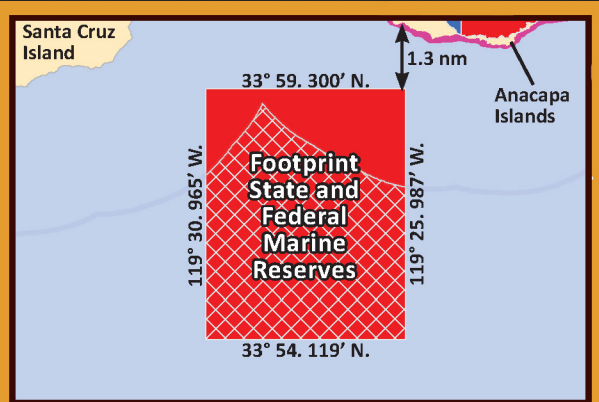 Santa Cruz
Island
1.3 nm
33° 59. 300’ N.
Anacapa
Islands
119° 30. 965’ W.
Footprint
State and
Federal
Marine
Reserves
119° 25. 987’ W.
33° 54. 119’ N.